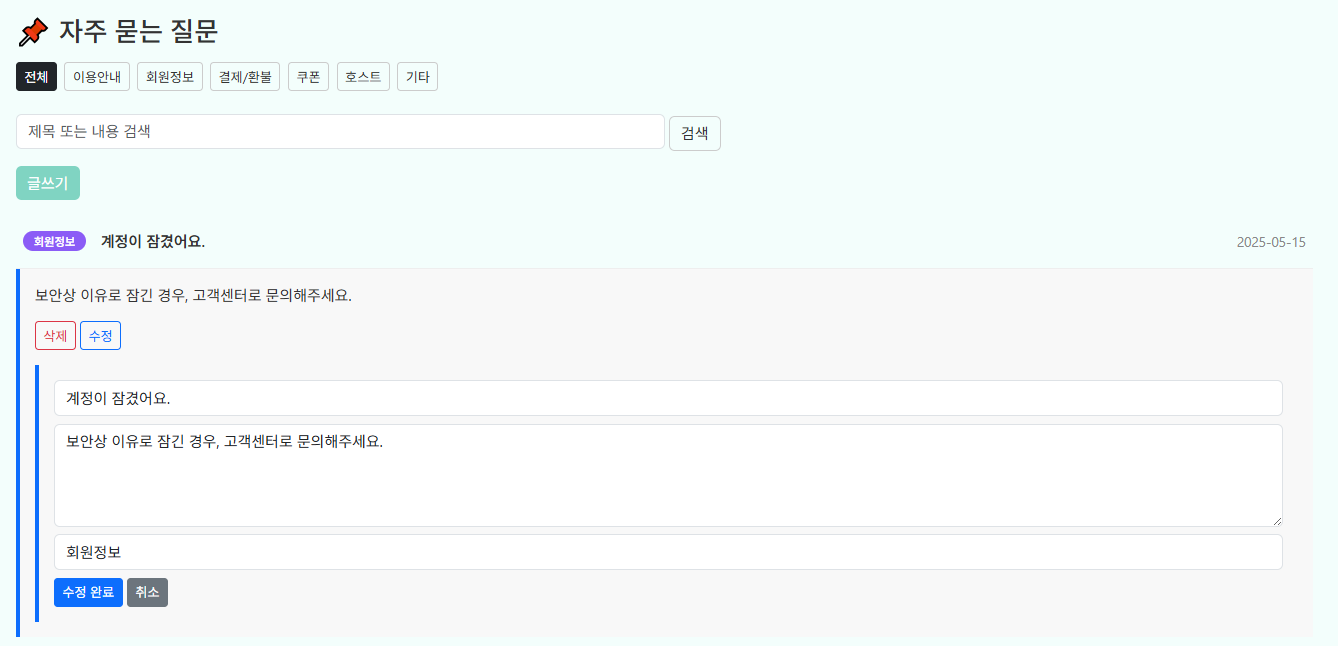 자주 묻는 질문
전체 이용안내 회원정보 결제/환불 쿠폰 호스트 기타
제목 또는 내용 검색 검색
글쓰기
회원정보 계정이 잠겼어요. 2025-05-15
보안상 이유로 잠긴 경우, 고객센터로 문의해주세요.
삭제 수정
계정이 잠겼어요.
보안상 이유로 잠긴 경우, 고객센터로 문의해주세요.
회원정보
수정 완료 취소